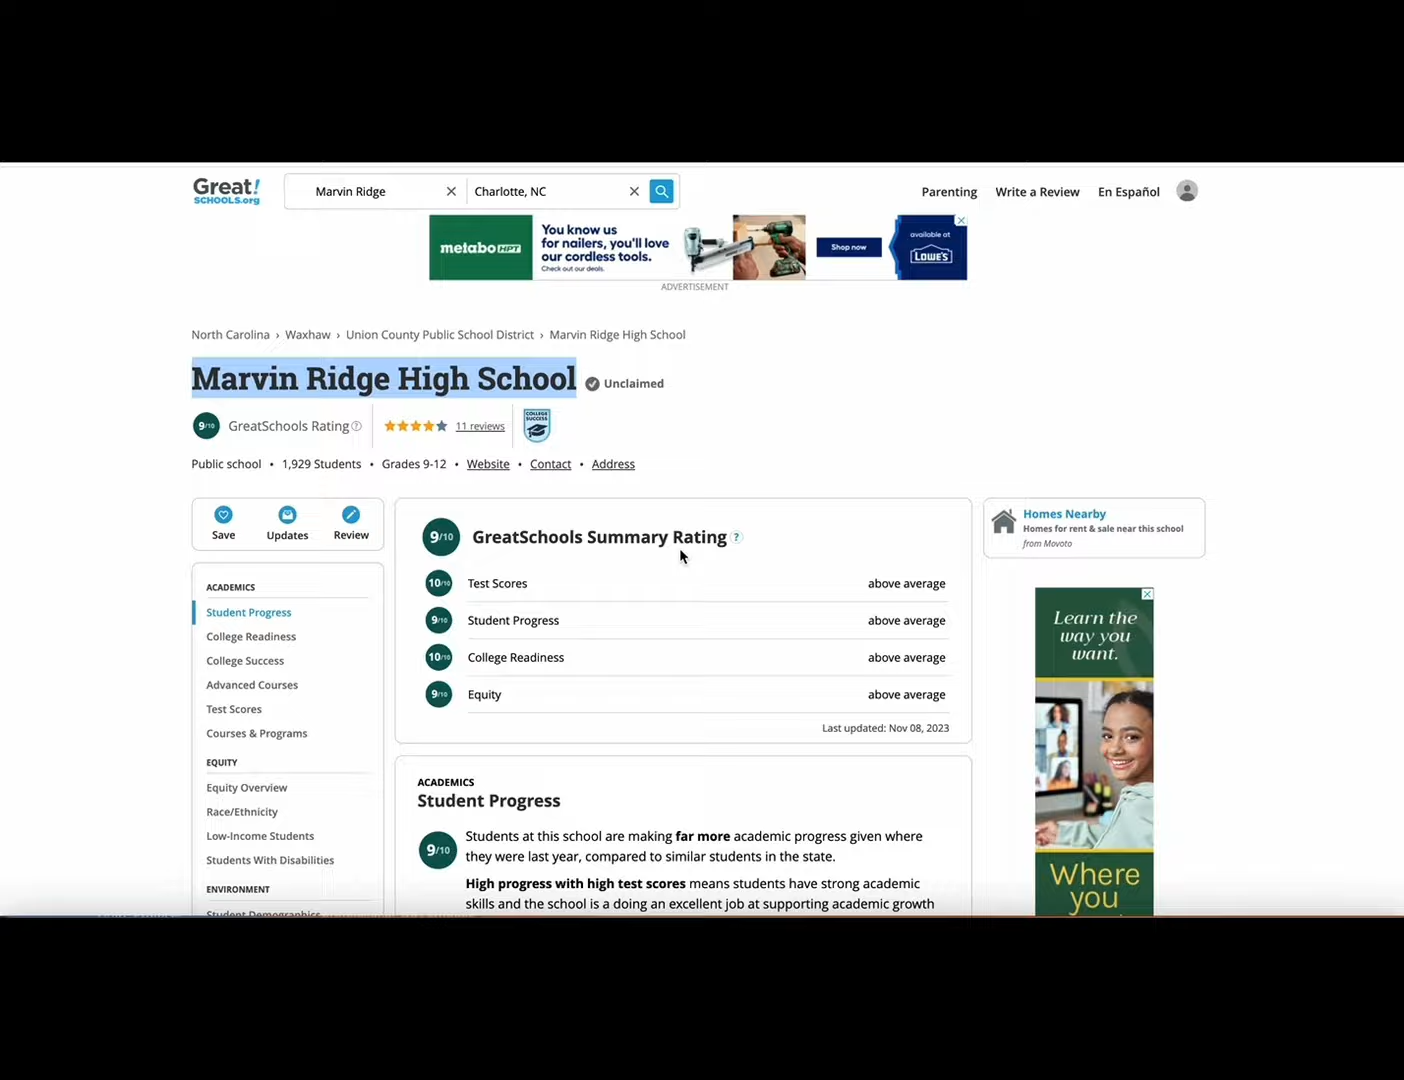 Great!
SCHOOLS.org
Marvin Ridge
Charlotte, NC
Parenting
Write a Review
En Español
metabo HPT
You know us
for nailers, you'll love
our cordless tools.
Check out our deals.
Shop now
available at
LOWE'S
ADVERTISEMENT
North Carolina › Waxhaw › Union County Public School District › Marvin Ridge High School
Marvin Ridge High School
Unclaimed
9/10
GreatSchools Rating ?
11 reviews
COLLEGE
SUCCESS
Public school • 1,929 Students • Grades 9-12 • Website • Contact • Address
Save
Updates
Review
ACADEMICS
Student Progress
College Readiness
College Success
Advanced Courses
Test Scores
Courses & Programs
EQUITY
Equity Overview
Race/Ethnicity
Low-Income Students
Students With Disabilities
ENVIRONMENT
Student Demographics
9/10 GreatSchools Summary Rating ?
10/10 Test Scores above average
9/10 Student Progress above average
10/10 College Readiness above average
9/10 Equity above average
Last updated: Nov 08, 2023
ACADEMICS
Student Progress
9/10
Students at this school are making far more academic progress given where
they were last year, compared to similar students in the state.
High progress with high test scores means students have strong academic
skills and the school is a doing an excellent job at supporting academic growth
Homes Nearby
Homes for rent & sale near this school
from Movoto
Learn the
way you
want.
Where
you